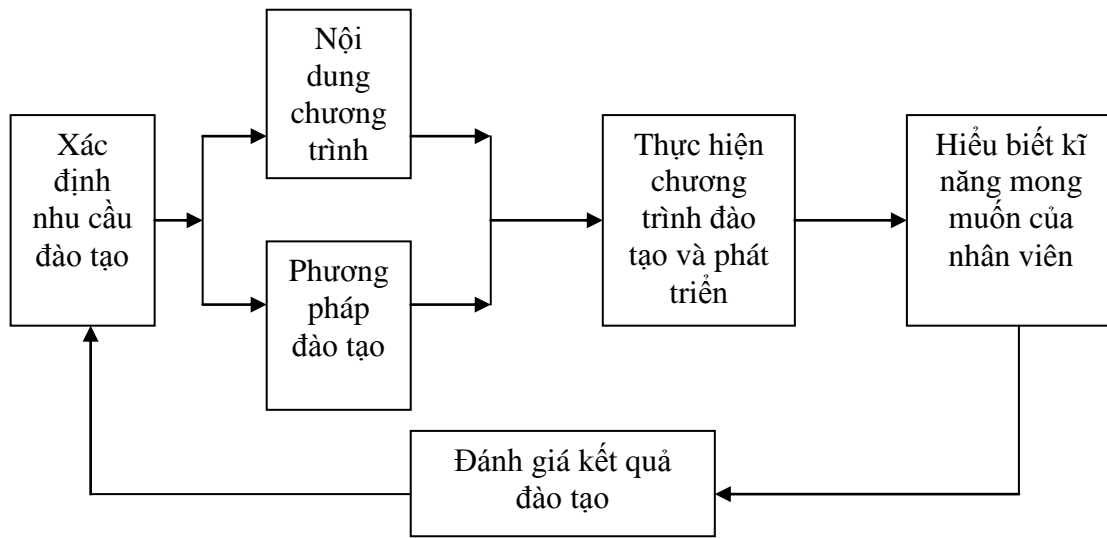 Xác
định
nhu cầu
đào tạo
Nội
dung
chương
trình
Phương
pháp
đào tạo
Thực hiện
chương
trình đào
tạo và phát
triển
Hiểu biết kĩ
năng mong
muốn của
nhân viên
Đánh giá kết quả
đào tạo